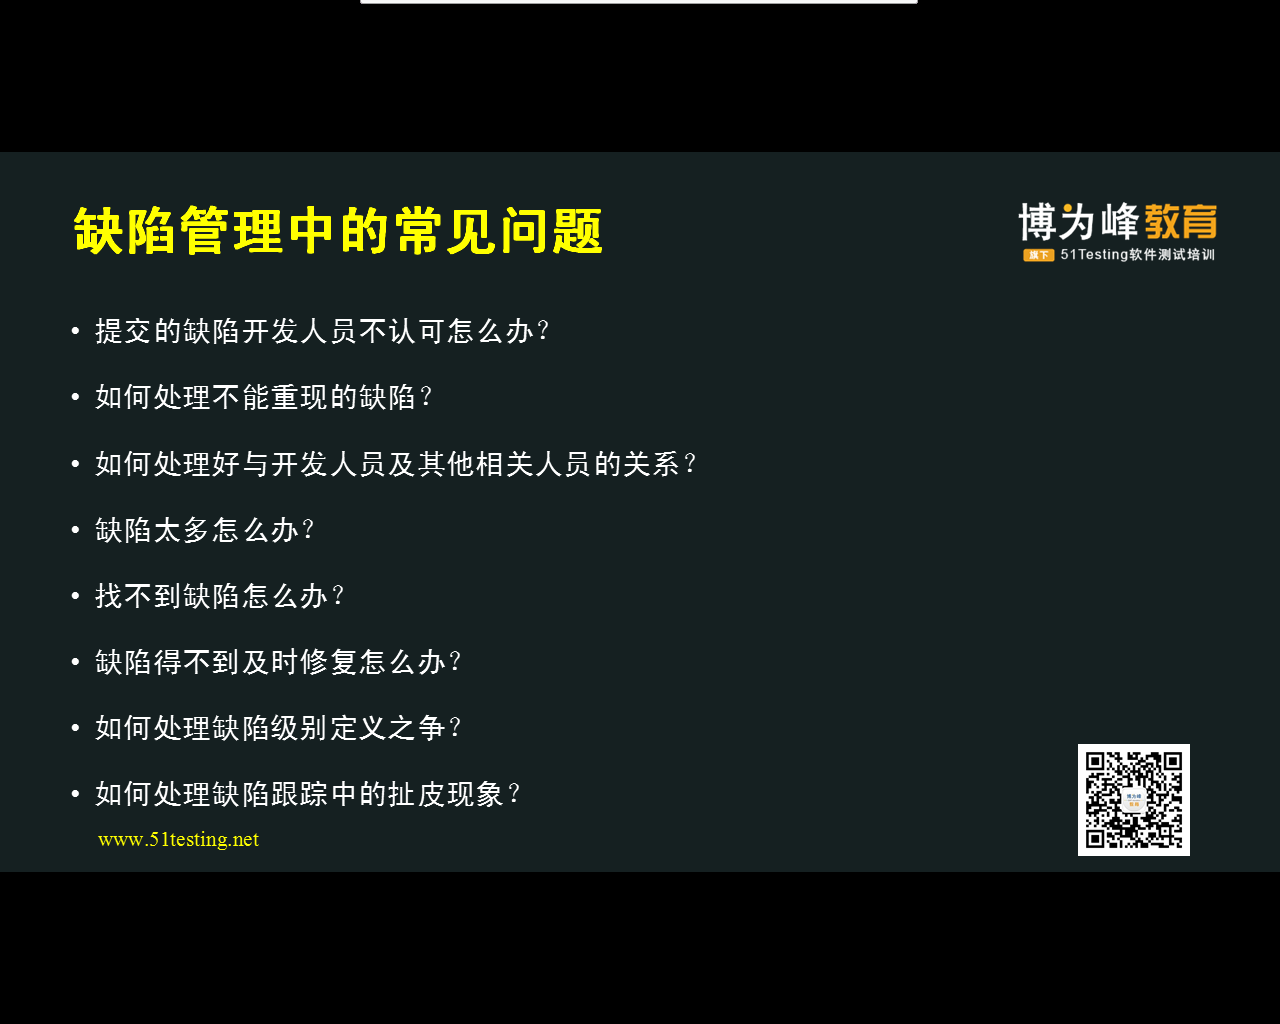 缺陷管理中的常见问题
博为峰教育
旗下 51Testing软件测试培训
• 提交的缺陷开发人员不认可怎么办？
• 如何处理不能重现的缺陷？
• 如何处理好与开发人员及其他相关人员的关系？
• 缺陷太多怎么办？
• 找不到缺陷怎么办？
• 缺陷得不到及时修复怎么办？
• 如何处理缺陷级别定义之争？
• 如何处理缺陷跟踪中的扯皮现象？
www.51testing.net
博为峰